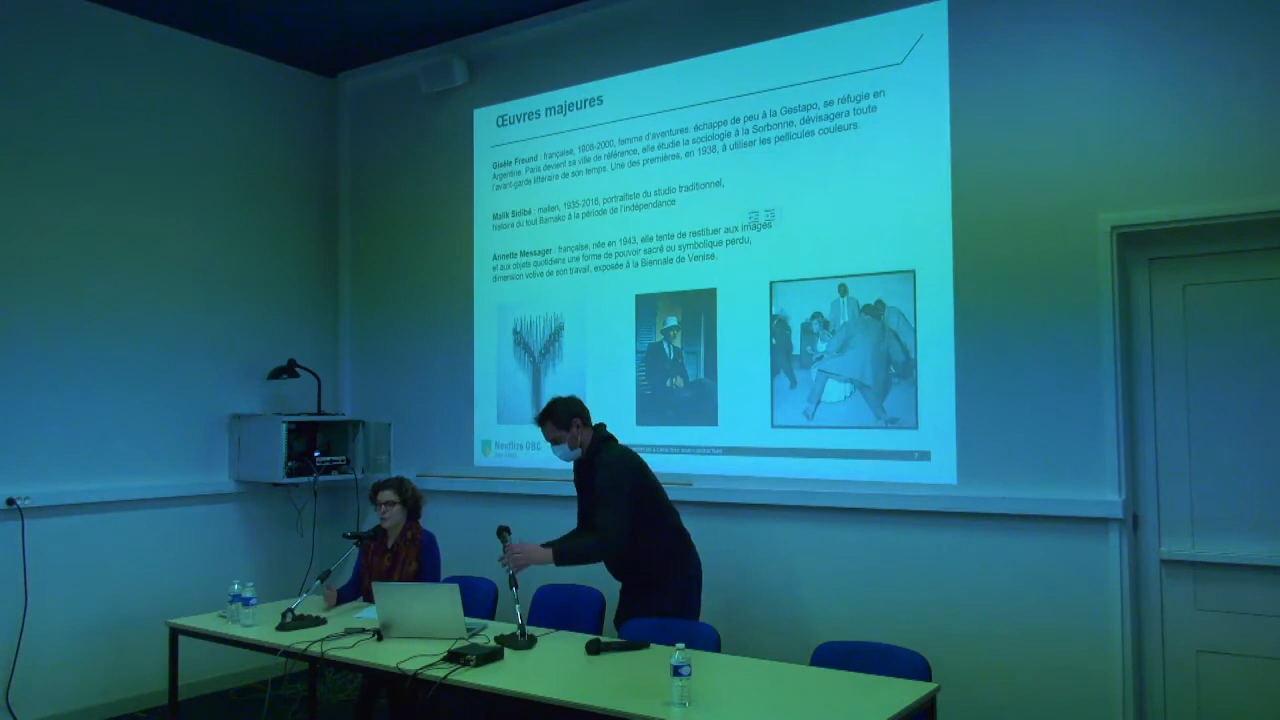 Œuvres majeures
Gisèle Freund : française, 1908-2000, femme d'aventures. échappe de peu à la Gestapo, se réfugie en
Argentine. Paris devient sa ville de référence, elle étudie la sociologie à la Sorbonne, dévisagera toute
l'avant-garde littéraire de son temps. Une des premières, en 1938, à utiliser les pellicules couleurs.
Malik Sidibé : malien, 1935-2016, portraitiste du studio traditionnel,
histoire du tout Bamako à la période de l'indépendance
Annette Messager : française, née en 1943, elle tente de restituer aux images
et aux objets quotidiens une forme de pouvoir sacré ou symbolique perdu,
dimension votive de son travail, exposée à la Biennale de Venise.
Neuflize OBC
7